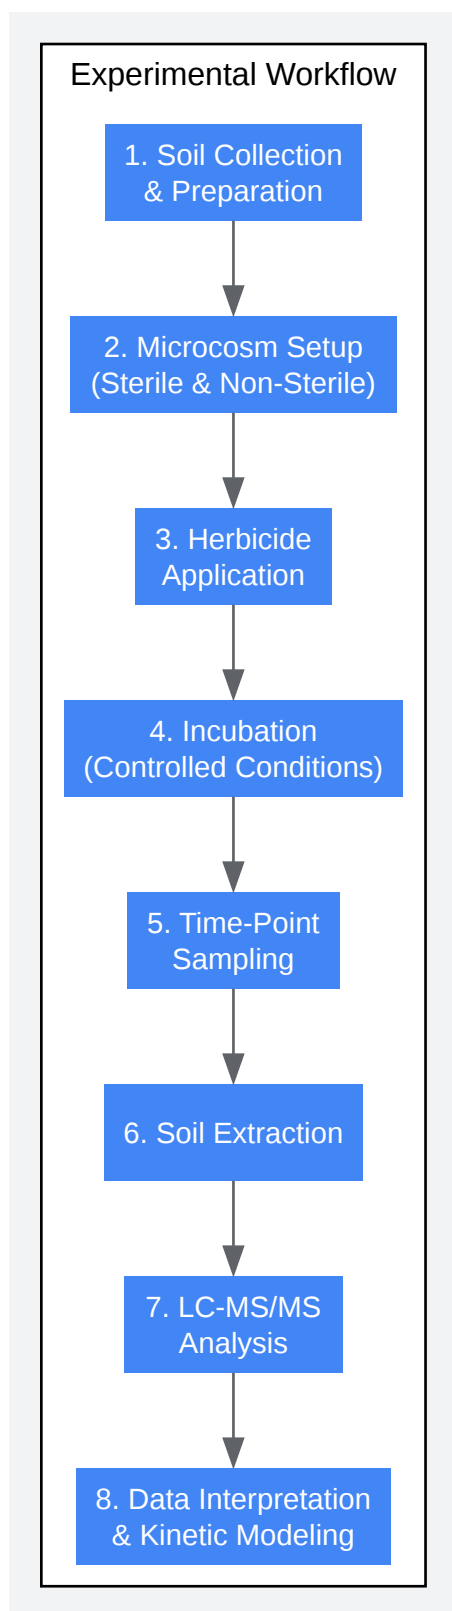 Experimental Workflow
1. Soil Collection
& Preparation
2. Microcosm Setup
(Sterile & Non-Sterile)
3. Herbicide
Application
4. Incubation
(Controlled Conditions)
5. Time-Point
Sampling
6. Soil Extraction
7. LC-MS/MS
Analysis
8. Data Interpretation
& Kinetic Modeling